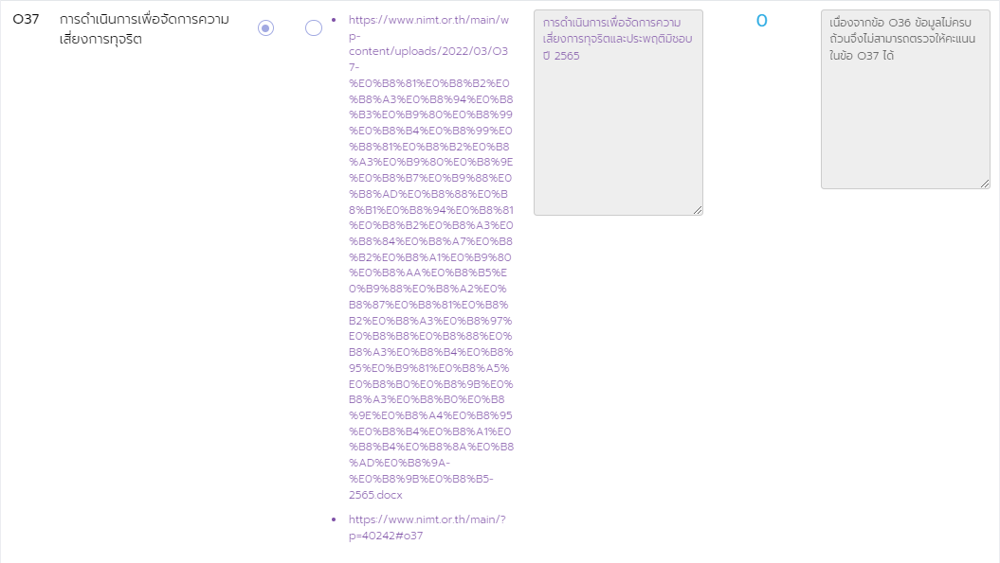 O37
การดำเนินการเพื่อจัดการความ
เสี่ยงการทุจริต
https://www.nimt.or.th/main/w
p-
content/uploads/2022/03/O3
7-
%E0%B8%81%E0%B8%B2%E0
%B8%A3%E0%B8%94%E0%B8
%B3%E0%B9%80%E0%B8%99
%E0%B8%B4%E0%B8%99%E0
%B8%81%E0%B8%B2%E0%B8
%A3%E0%B9%80%E0%B8%9E
%E0%B8%B7%E0%B9%88%E0
%B8%AD%E0%B8%88%E0%B
8%B1%E0%B8%94%E0%B8%81
%E0%B8%B2%E0%B8%A3%E0
%B8%84%E0%B8%A7%E0%B8
%B2%E0%B8%A1%E0%B9%80
%E0%B8%AA%E0%B8%B5%E
0%B9%88%E0%B8%A2%E0%
B8%87%E0%B8%81%E0%B8%
B2%E0%B8%A3%E0%B8%97%
E0%B8%B8%E0%B8%88%E0%
B8%A3%E0%B8%B4%E0%B8%
95%E0%B9%81%E0%B8%A5%
E0%B8%B0%E0%B8%9B%E0%
B8%A3%E0%B8%B0%E0%B8
%9E%E0%B8%A4%E0%B8%95
%E0%B8%B4%E0%B8%A1%E0
%B8%B4%E0%B8%8A%E0%B8
%AD%E0%B8%9A-
%E0%B8%9B%E0%B8%B5-
2565.docx
https://www.nimt.or.th/main/?
p=40242#o37
การดำเนินการเพื่อจัดการความ
เสี่ยงการทุจริตและประพฤติมิชอบ
ปี 2565
0
เนื่องจากข้อ O36 ข้อมูลไม่ครบ
ถ้วนจึงไม่สามารถตรวจให้คะแนน
ในข้อ O37 ได้